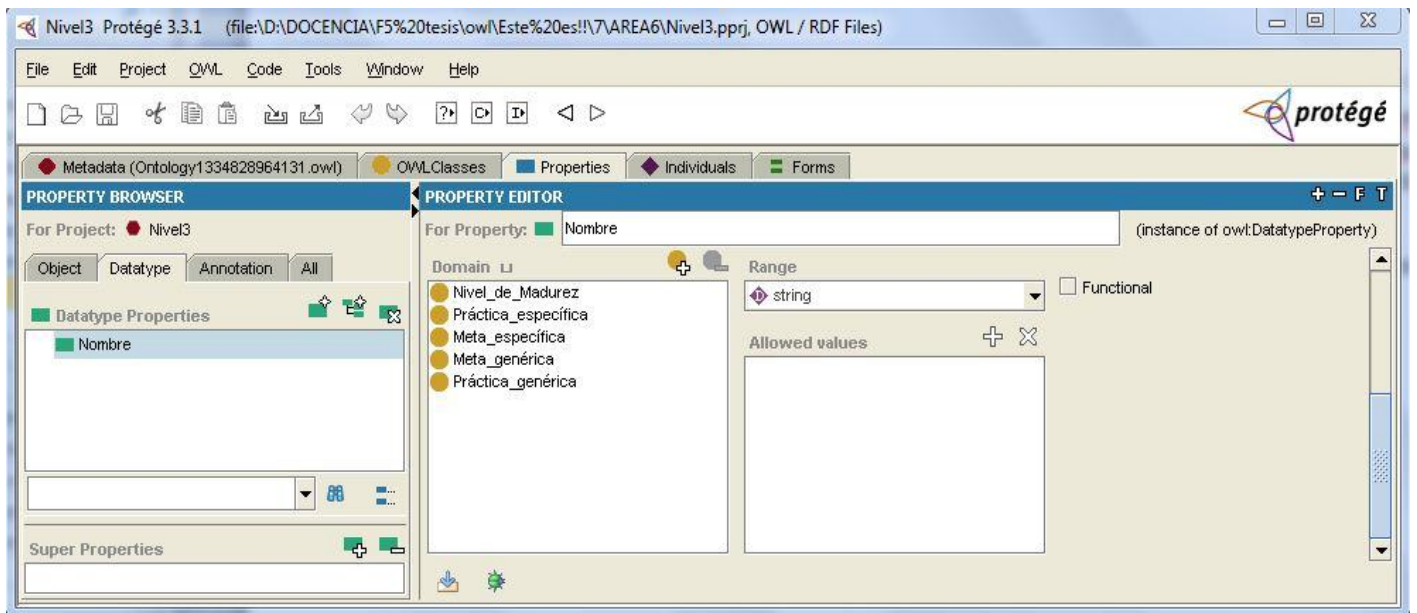 Nivel3 Protégé 3.3.1 (file:\D:\DOCENCIA\F5%20tesis\owl\Este%20es!!\7\AREA6\Nivel3.pprj, OWL / RDF Files)
File Edit Project OWL Code Tools Window Help
protégé
Metadata (Ontology1334828964131.owl) OWLClasses Properties Individuals Forms
PROPERTY BROWSER
For Project: Nivel3
Object Datatype Annotation All
Datatype Properties
Nombre
Super Properties
PROPERTY EDITOR
F T
For Property: Nombre (instance of owl:DatatypeProperty)
Domain ⊔
Nivel_de_Madurez
Práctica_específica
Meta_específica
Meta_genérica
Práctica_genérica
Range
string
Functional
Allowed values